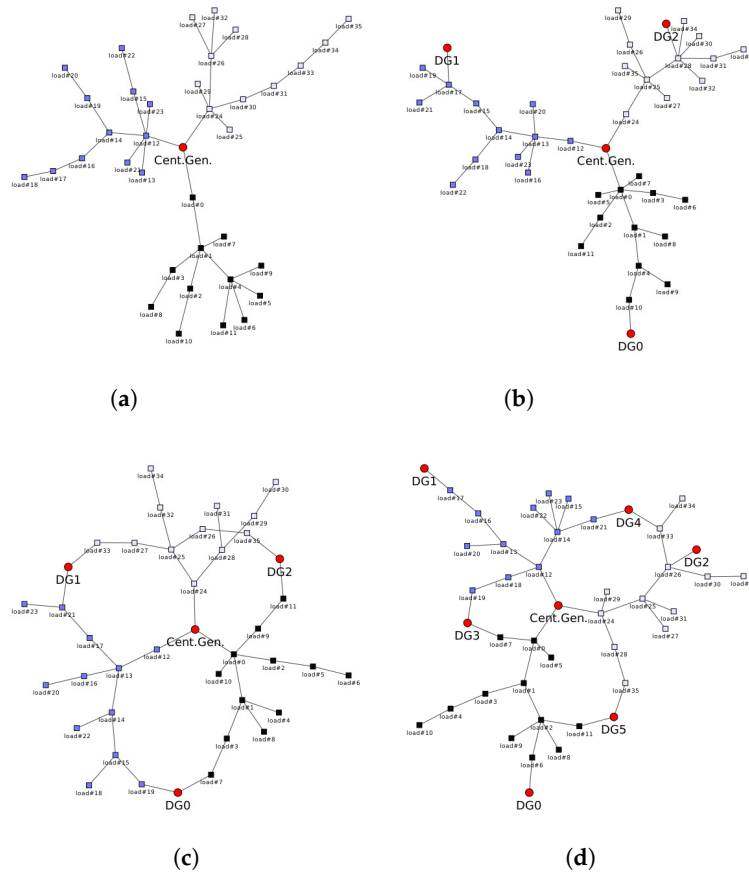 load#32
load#27
load#35
load#28
load#34
load#22
load#26
load#20
load#33
load#29
load#31
load#15
load#19
load#30
load#23
load#24
load#14
load#12
load#25
Cent.Gen.
load#16
load#21
load#17
load#13
load#18
load#0
load#7
load#1
load#3
load#9
load#4
load#2
load#5
load#8
load#6
load#11
load#10
(a)
load#29
DG2
load#34
load#30
DG1
load#26
load#28
load#31
load#
load#19
load#35
load#17
load#25
load#32
load#21
load#15
load#20
load#27
load#24
load#14
load#13
load#12
Cent.Gen.
load#23
load#18
load#16
load#7
load#22
load#5
load#0
load#3
load#6
load#2
load#1
load#8
load#11
load#4
load#9
load#10
DG0
(b)
load#34
load#30
load#32
load#31
load#29
load#26
load#35
load#33
load#27
load#25
load#28
DG1
DG2
load#24
load#11
load#23
load#21
Cent.Gen.
load#9
load#17
load#12
load#0
load#13
load#10
load#2
load#5
load#6
load#20
load#16
load#1
load#14
load#4
load#22
load#8
load#3
load#15
load#7
load#18
load#19
DG0
(c)
DG1
load#17
load#23
load#15
load#34
load#22
DG4
load#16
load#21
load#14
load#33
load#20
load#13
DG2
load#12
load#26
load#18
load#30
load#
load#19
load#29
load#25
Cent.Gen.
load#24
load#31
DG3
load#27
load#7
load#0
load#28
load#5
load#1
load#35
load#3
load#4
DG5
load#10
load#2
load#11
load#9
load#8
load#6
DG0
(d)